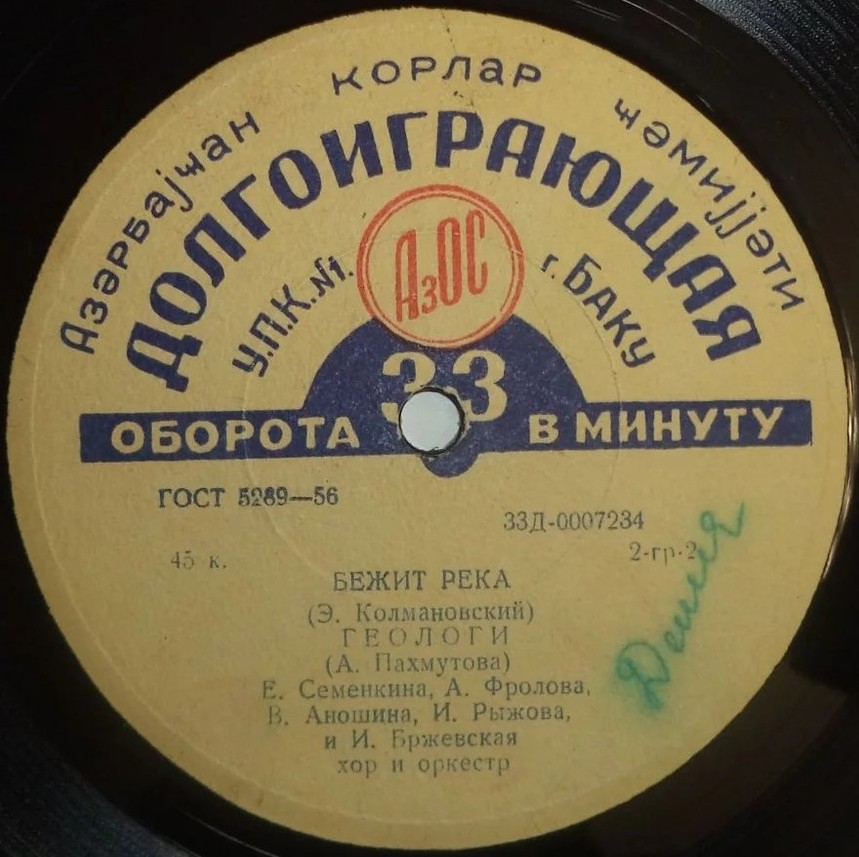 Азәрбајҹан корлар ҹәмијјәти
ДОЛГОИГРАЮЩАЯ
У.П.К. №1. г. БАКУ
АзОС
33
ОБОРОТА В МИНУТУ
ГОСТ 5289—56
33Д-0007234
45 к.
2-гр-2
БЕЖИТ РЕКА
(Э. Колмановский)
ГЕОЛОГИ
(А. Пахмутова)
Е. Семенкина, А. Фролова,
В. Аношина, И. Рыжова,
и И. Бржевская
хор и оркестр